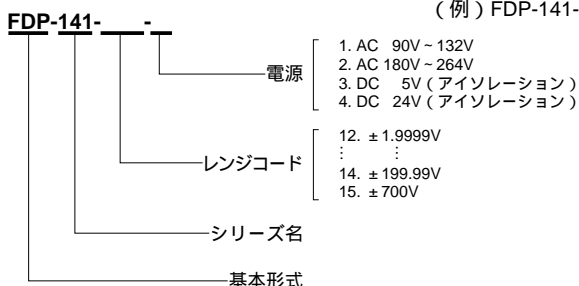 (例)FDP-141-
FDP-141-   -
電源
1. AC 90V~132V
2. AC 180V~264V
3. DC 5V(アイソレーション)
4. DC 24V(アイソレーション)
レンジコード
12. ±1.9999V
⋮ ⋮
14. ±199.99V
15. ±700V
シリーズ名
基本形式